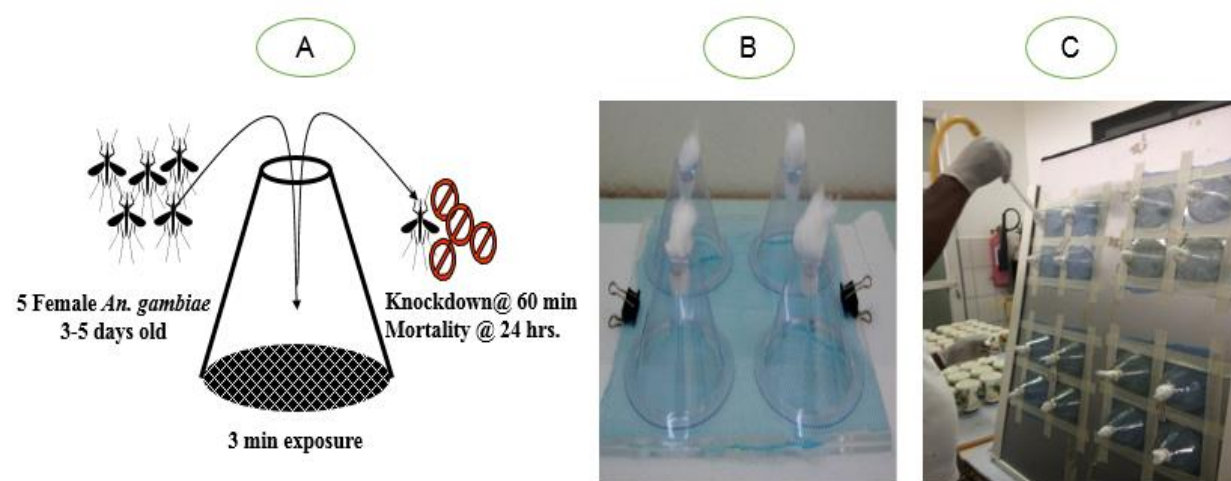 A
B
C
5 Female An. gambiae
3-5 days old
Knockdown@ 60 min
Mortality @ 24 hrs.
3 min exposure